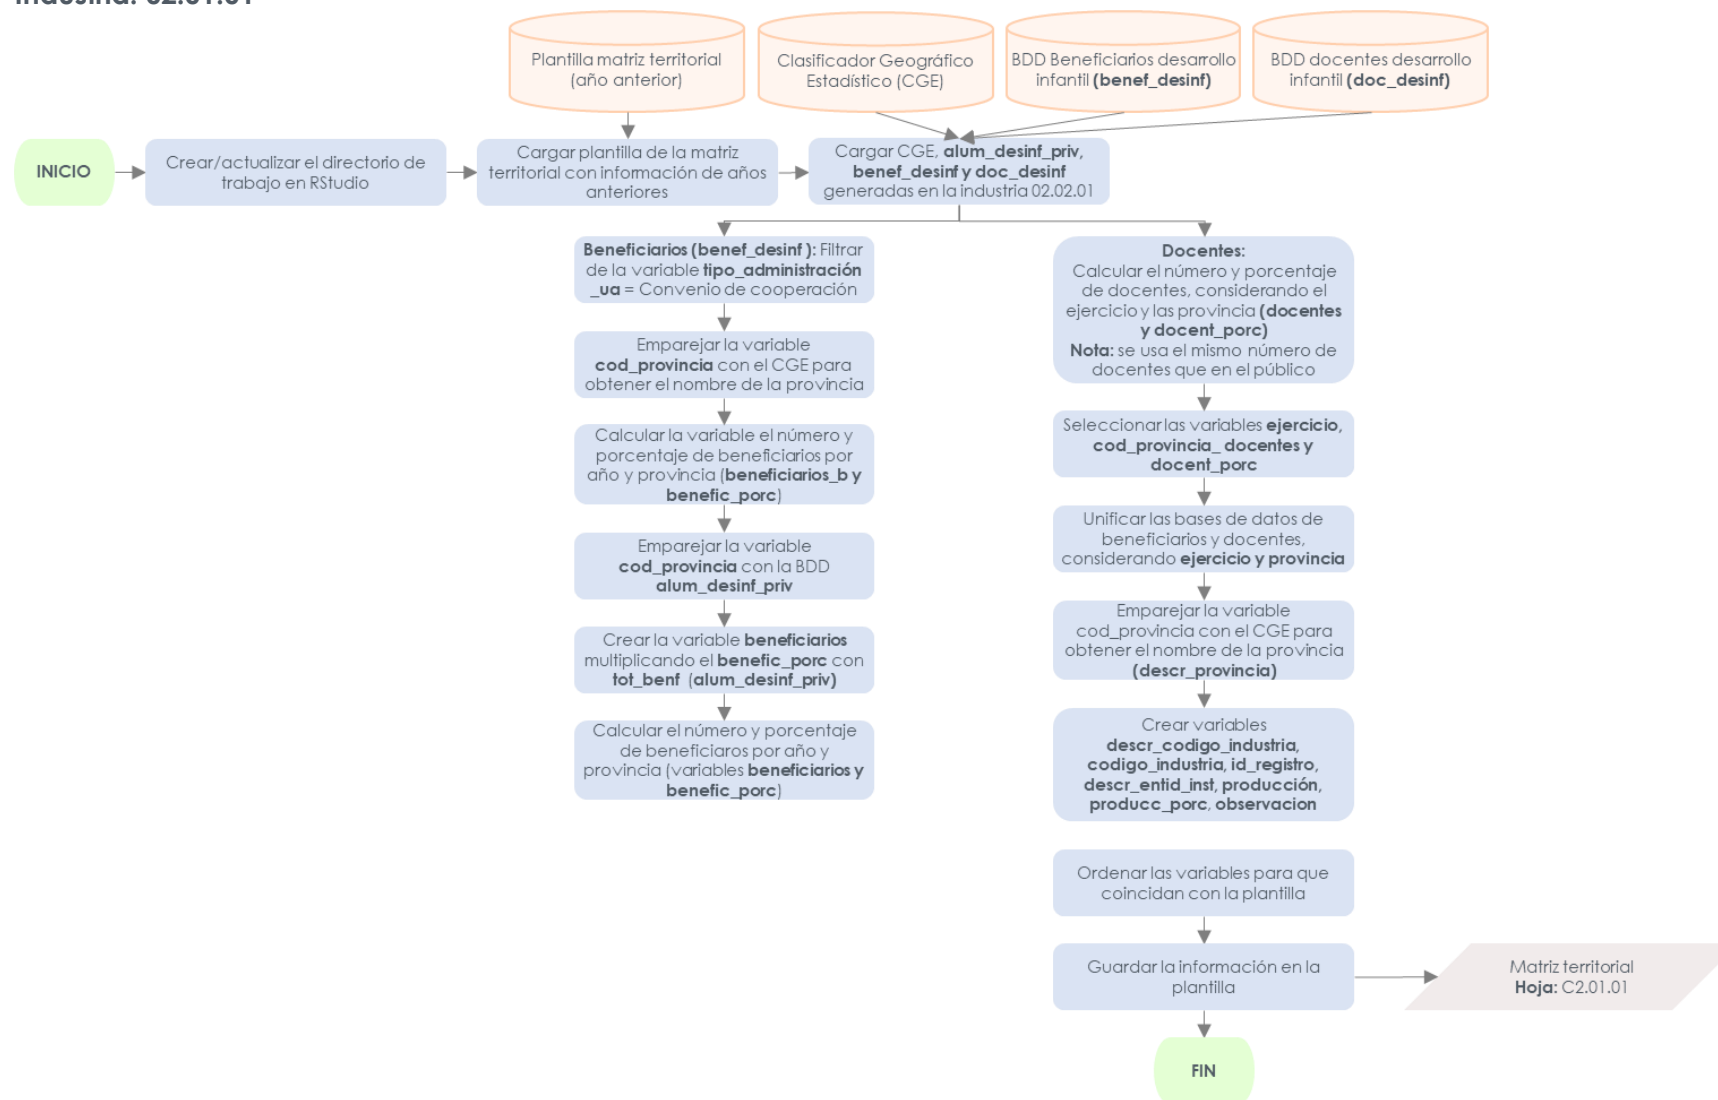 Plantilla matriz territorial
(año anterior)
Clasificador Geográfico
Estadístico (CGE)
BDD Beneficiarios desarrollo
infantil (benef_desinf)
BDD docentes desarrollo
infantil (doc_desinf)
INICIO
Crear/actualizar el directorio de
trabajo en RStudio
Cargar plantilla de la matriz
territorial con información de años
anteriores
Cargar CGE, alum_desinf_priv,
benef_desinf y doc_desinf
generadas en la industria 02.02.01
Beneficiarios (benef_desinf ): Filtrar
de la variable tipo_administración
_ua = Convenio de cooperación
Emparejar la variable
cod_provincia con el CGE para
obtener el nombre de la provincia
Calcular la variable el número y
porcentaje de beneficiarios por
año y provincia (beneficiarios_b y
benefic_porc)
Emparejar la variable
cod_provincia con la BDD
alum_desinf_priv
Crear la variable beneficiarios
multiplicando el benefic_porc con
tot_benf (alum_desinf_priv)
Calcular el número y porcentaje
de beneficiaros por año y
provincia (variables beneficiarios y
benefic_porc)
Docentes:
Calcular el número y porcentaje
de docentes, considerando el
ejercicio y las provincia (docentes
y docent_porc)
Nota: se usa el mismo número de
docentes que en el público
Seleccionar las variables ejercicio,
cod_provincia_ docentes y
docent_porc
Unificar las bases de datos de
beneficiarios y docentes,
considerando ejercicio y provincia
Emparejar la variable
cod_provincia con el CGE para
obtener el nombre de la provincia
(descr_provincia)
Crear variables
descr_codigo_industria,
codigo_industria, id_registro,
descr_entid_inst, producción,
producc_porc, observacion
Ordenar las variables para que
coincidan con la plantilla
Guardar la información en la
plantilla
Matriz territorial
Hoja: C2.01.01
FIN